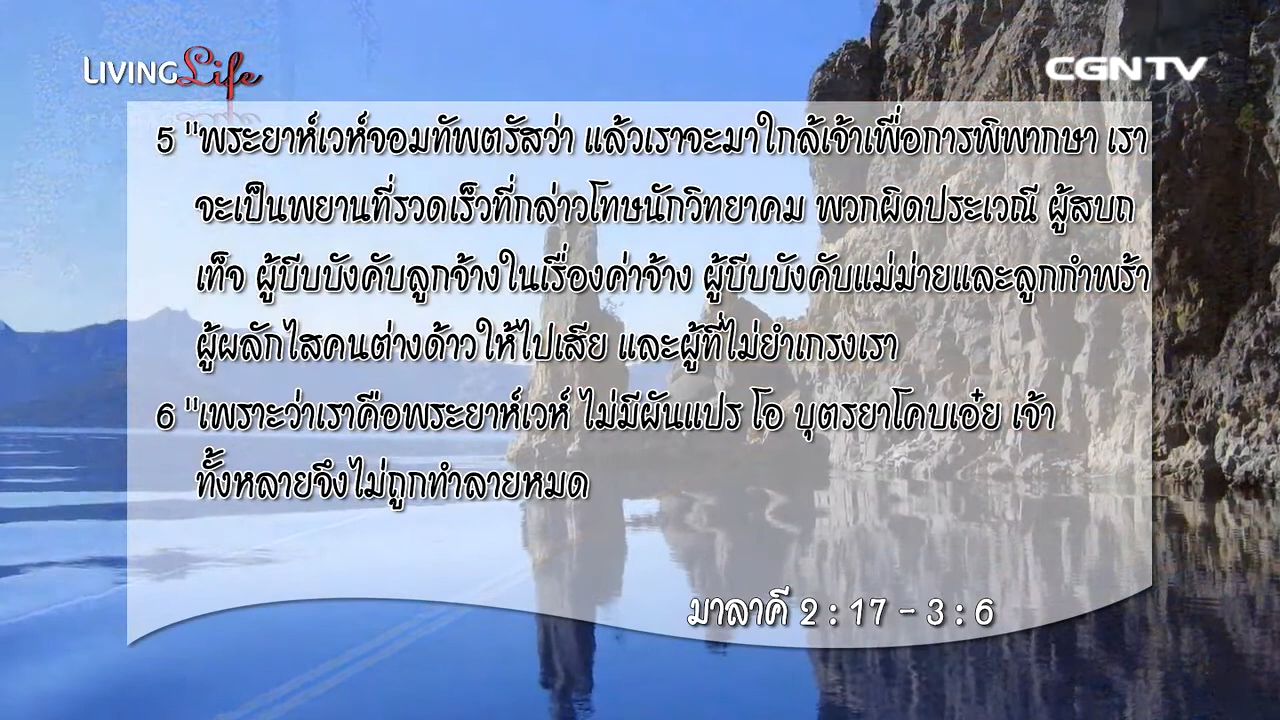 LIVING Life
CGNTV
5 "พระยาห์เวห์จอมทัพตรัสว่า แล้วเราจะมาใกล้เจ้าเพื่อการพิพากษา เรา
จะเป็นพยานที่รวดเร็วที่กล่าวโทษนักวิทยาคม พวกผิดประเวณี ผู้สบถ
เท็จ ผู้บีบบังคับลูกจ้างในเรื่องค่าจ้าง ผู้บีบบังคับแม่ม่ายและลูกกำพร้า
ผู้ผลักไสคนต่างด้าวให้ไปเสีย และผู้ที่ไม่ยำเกรงเรา
6 "เพราะว่าเราคือพระยาห์เวห์ ไม่มีผันแปร โอ บุตรยาโคบเอ๋ย เจ้า
ทั้งหลายจึงไม่ถูกทำลายหมด
มาลาคี 2 : 17 - 3 : 6